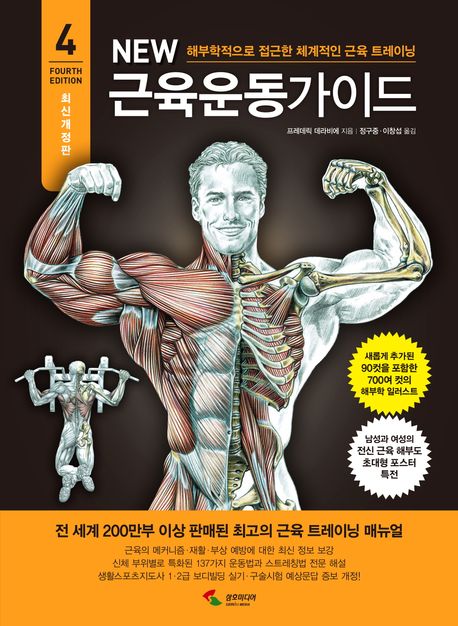 4
FOURTH
EDITION
최신개정판
해부학적으로 접근한 체계적인 근육 트레이닝
NEW
근육운동가이드
프레데릭 데라비에 지음 | 정구중·이창섭 옮김
새롭게 추가된
90컷을 포함한
700여 컷의
해부학 일러스트
남성과 여성의
전신 근육 해부도
초대형 포스터
특전
전 세계 200만부 이상 판매된 최고의 근육 트레이닝 매뉴얼
근육의 메커니즘·재활·부상 예방에 대한 최신 정보 보강
신체 부위별로 특화된 137가지 운동법과 스트레칭법 전문 해설
생활스포츠지도사 1·2급 보디빌딩 실기·구술시험 예상문답 증보 개정!
삼호미디어
SAMHO MEDIA